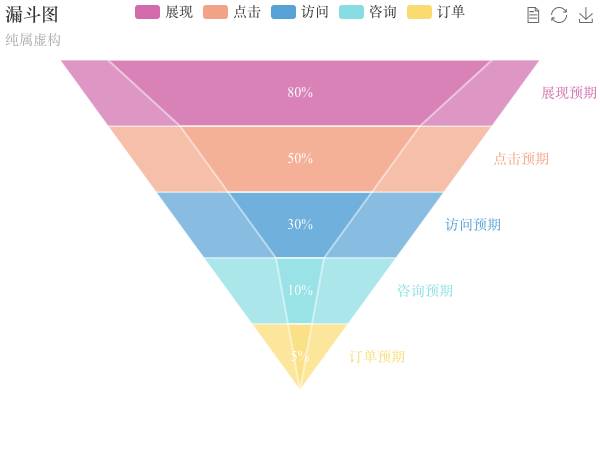 漏斗图
纯属虚构
展现 点击 访问 咨询 订单
80%
展现预期
50%
点击预期
30%
访问预期
10%
咨询预期
5%
订单预期